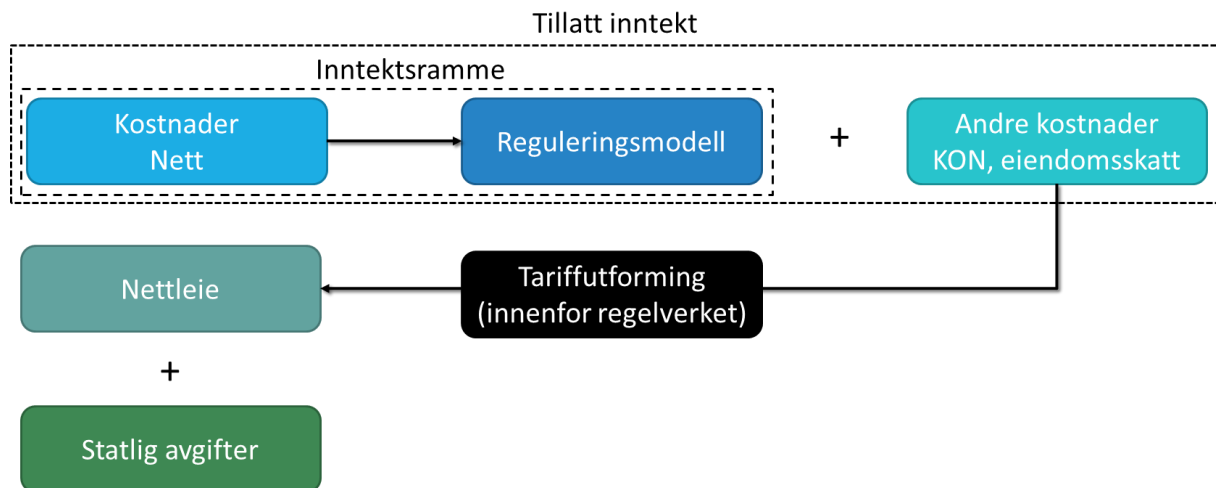 Tillatt inntekt
Inntektsramme
Kostnader
Nett
Reguleringsmodell
+
Andre kostnader
KON, eiendomsskatt
Nettleie
Tariffutforming
(innenfor regelverket)
+
Statlig avgifter